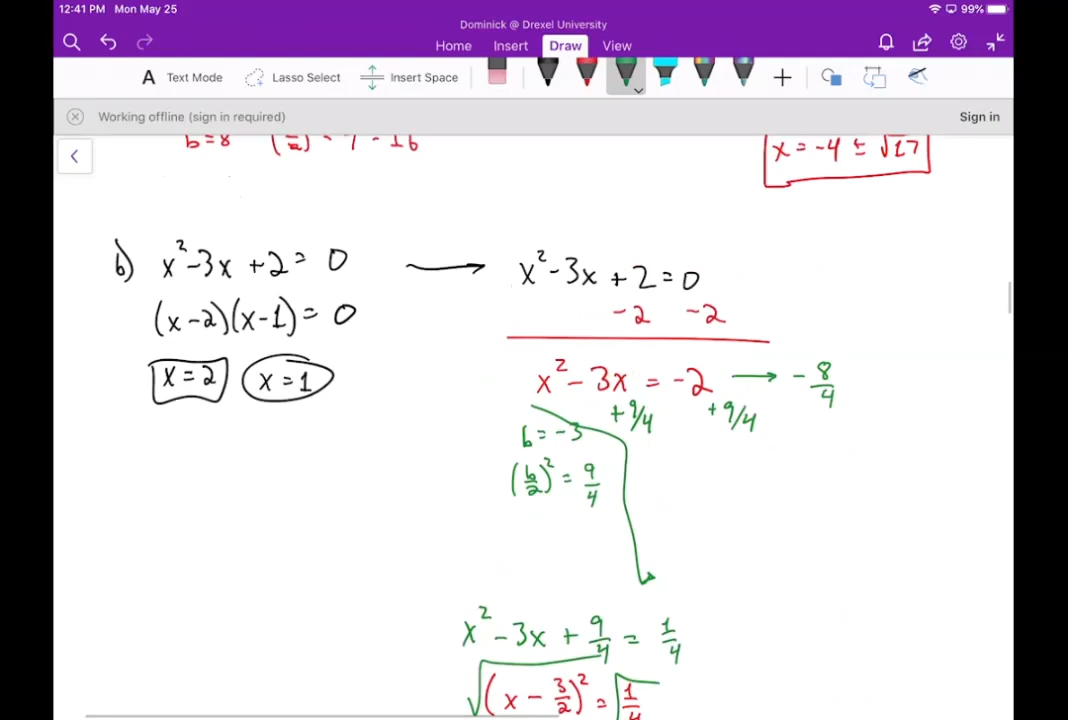 12:41 PM Mon May 25
99%
Dominick @ Drexel University
Home Insert Draw View
A Text Mode Lasso Select Insert Space
Working offline (sign in required) Sign in
b = 8
x = -4 ± √17
b) x² - 3x + 2 = 0
(x - 2)(x - 1) = 0
x = 2 x = 1
x² - 3x + 2 = 0
-2 -2
x² - 3x = -2 → - 8/4
+9/4 +9/4
b = -3
(b/2)² = 9/4
x² - 3x + 9/4 = 1/4
√(x - 3/2)² = √1/4